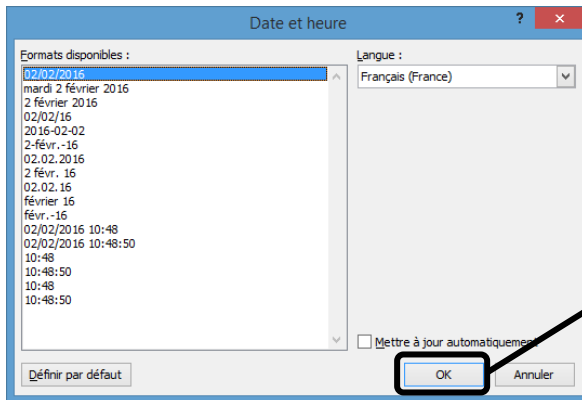 Date et heure
?
Formats disponibles :
Langue :
02/02/2016
Français (France)
mardi 2 février 2016
2 février 2016
02/02/16
2016-02-02
2-févr.-16
02.02.2016
2 févr. 16
02.02.16
février 16
févr.-16
02/02/2016 10:48
02/02/2016 10:48:50
10:48
10:48:50
10:48
10:48:50
Mettre à jour automatiquement
Définir par défaut
OK
Annuler